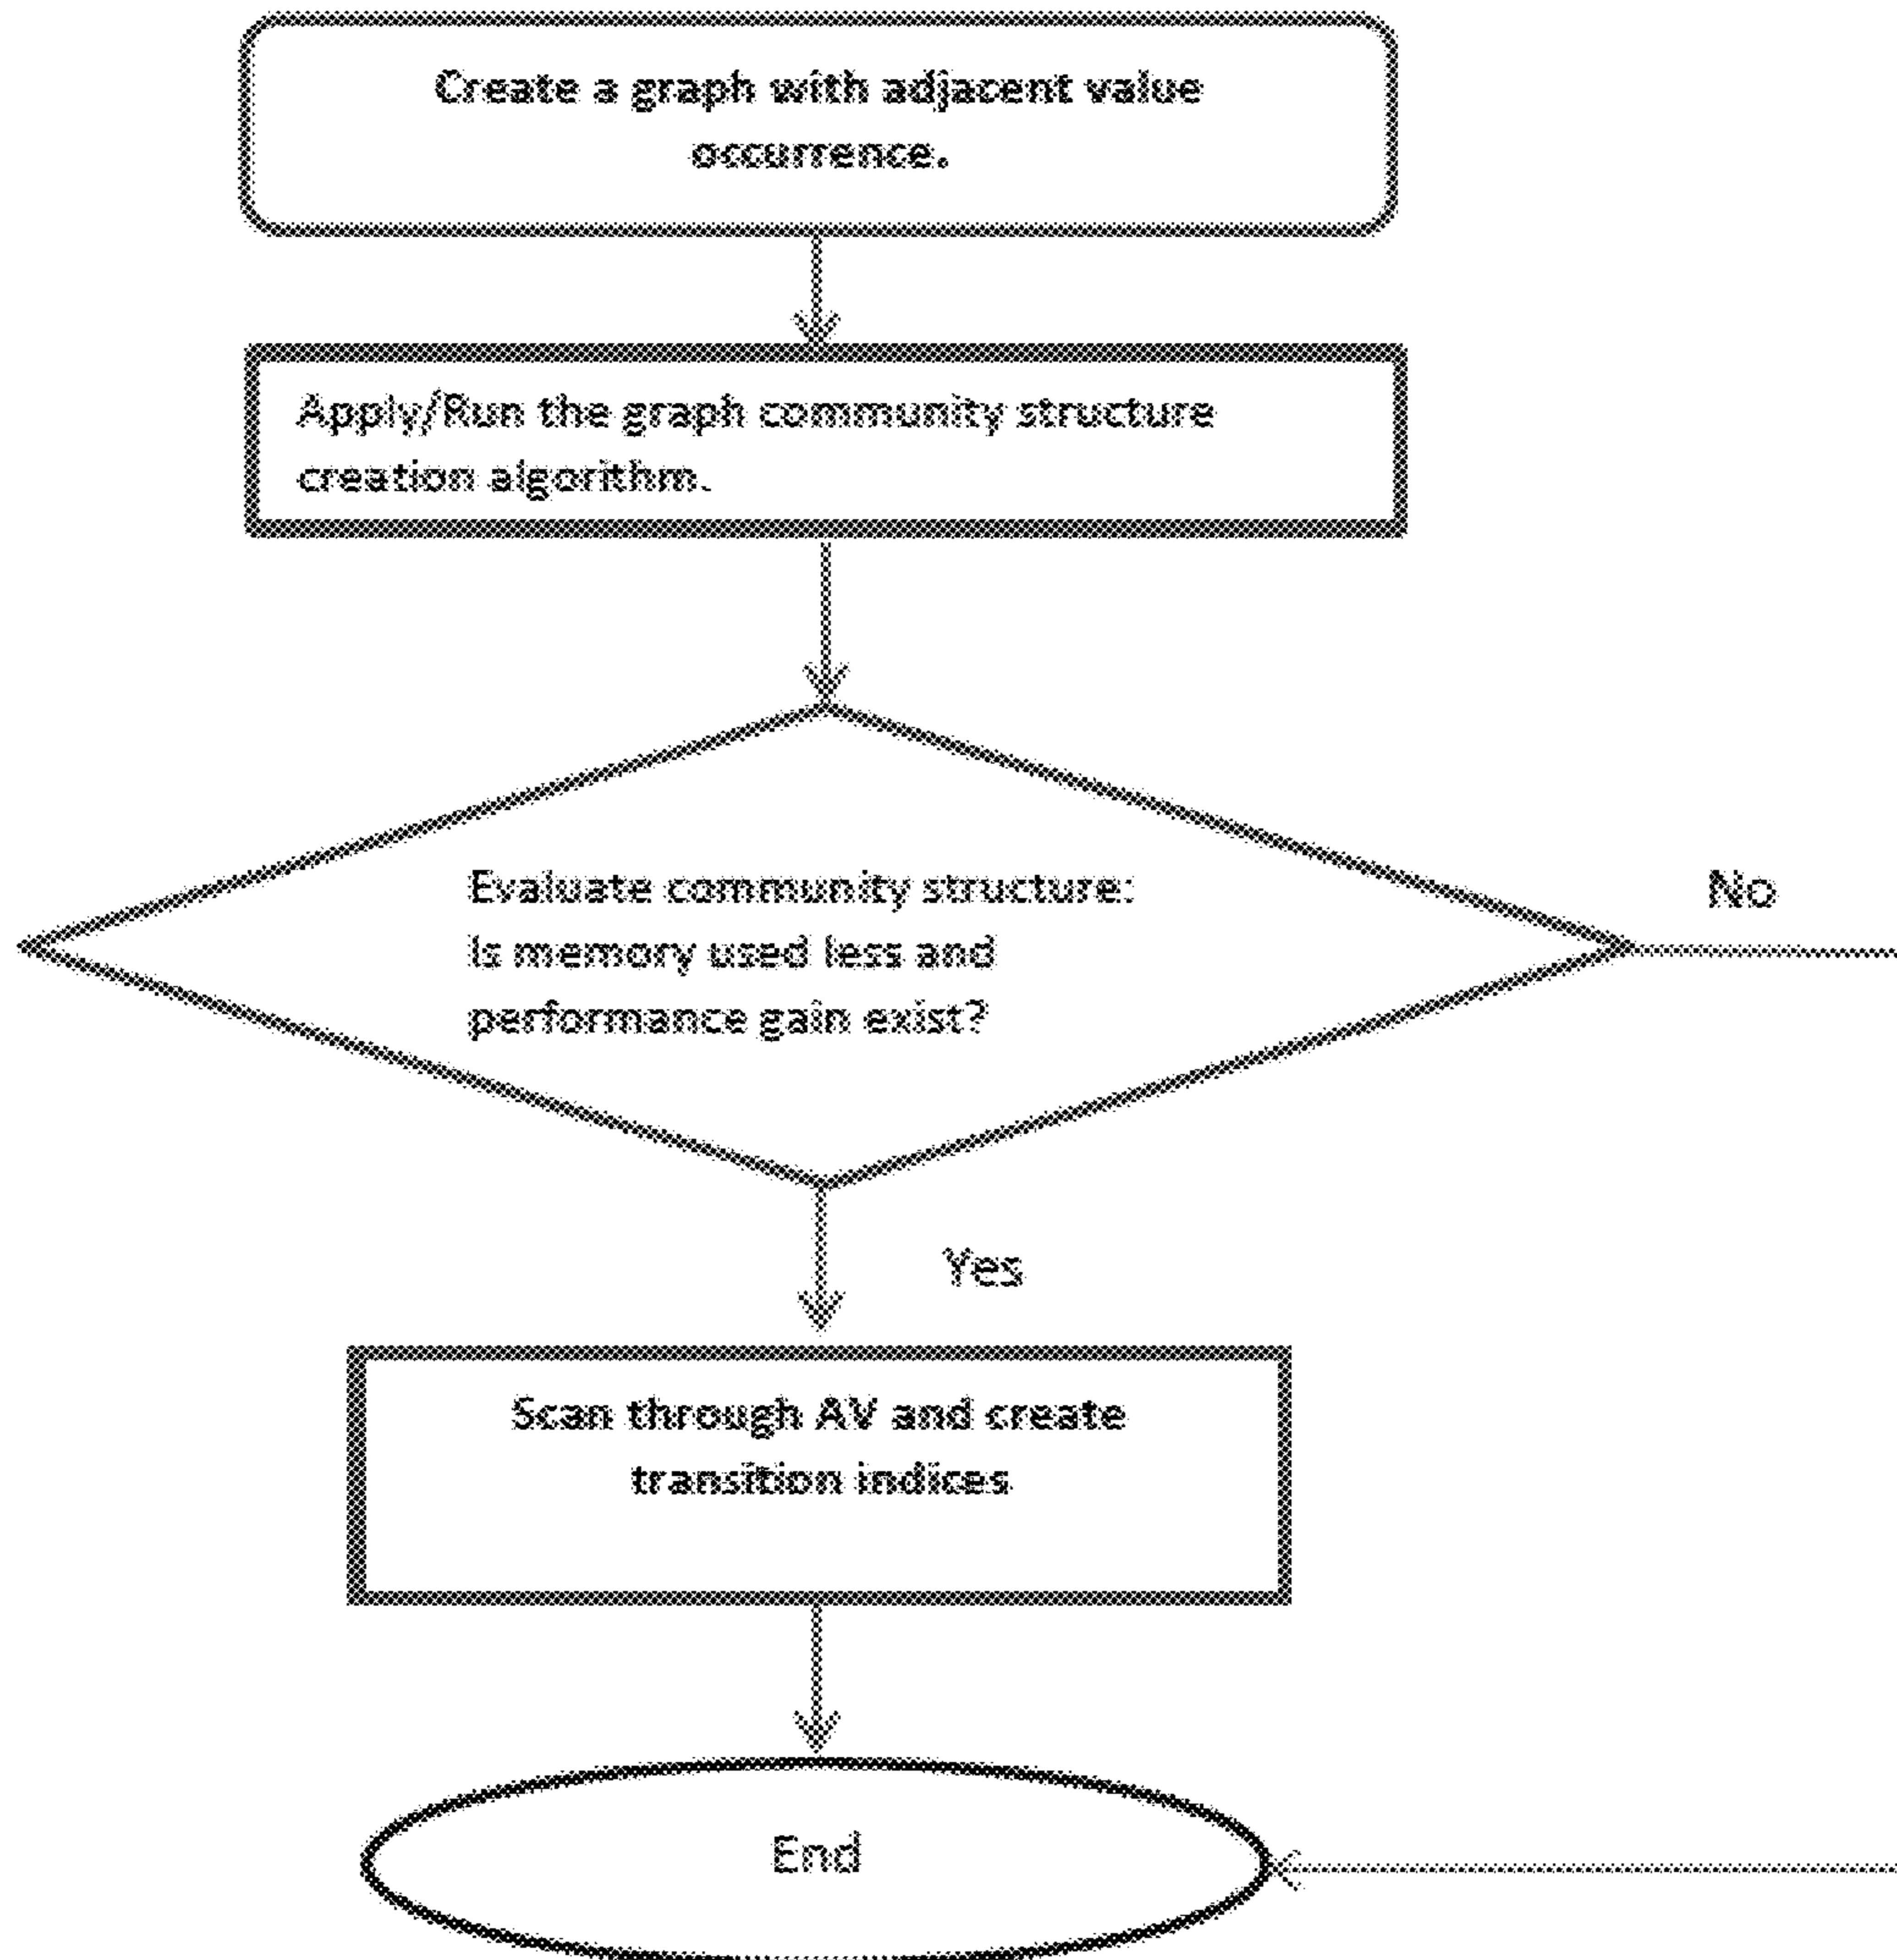 Create a graph with adjacent value
occurrence.
Apply/Run the graph community structure
creation algorithm.
Evaluate community structure:
Is memory used less and
performance gain exist?
No
Yes
Scan through AV and create
transition indices
End